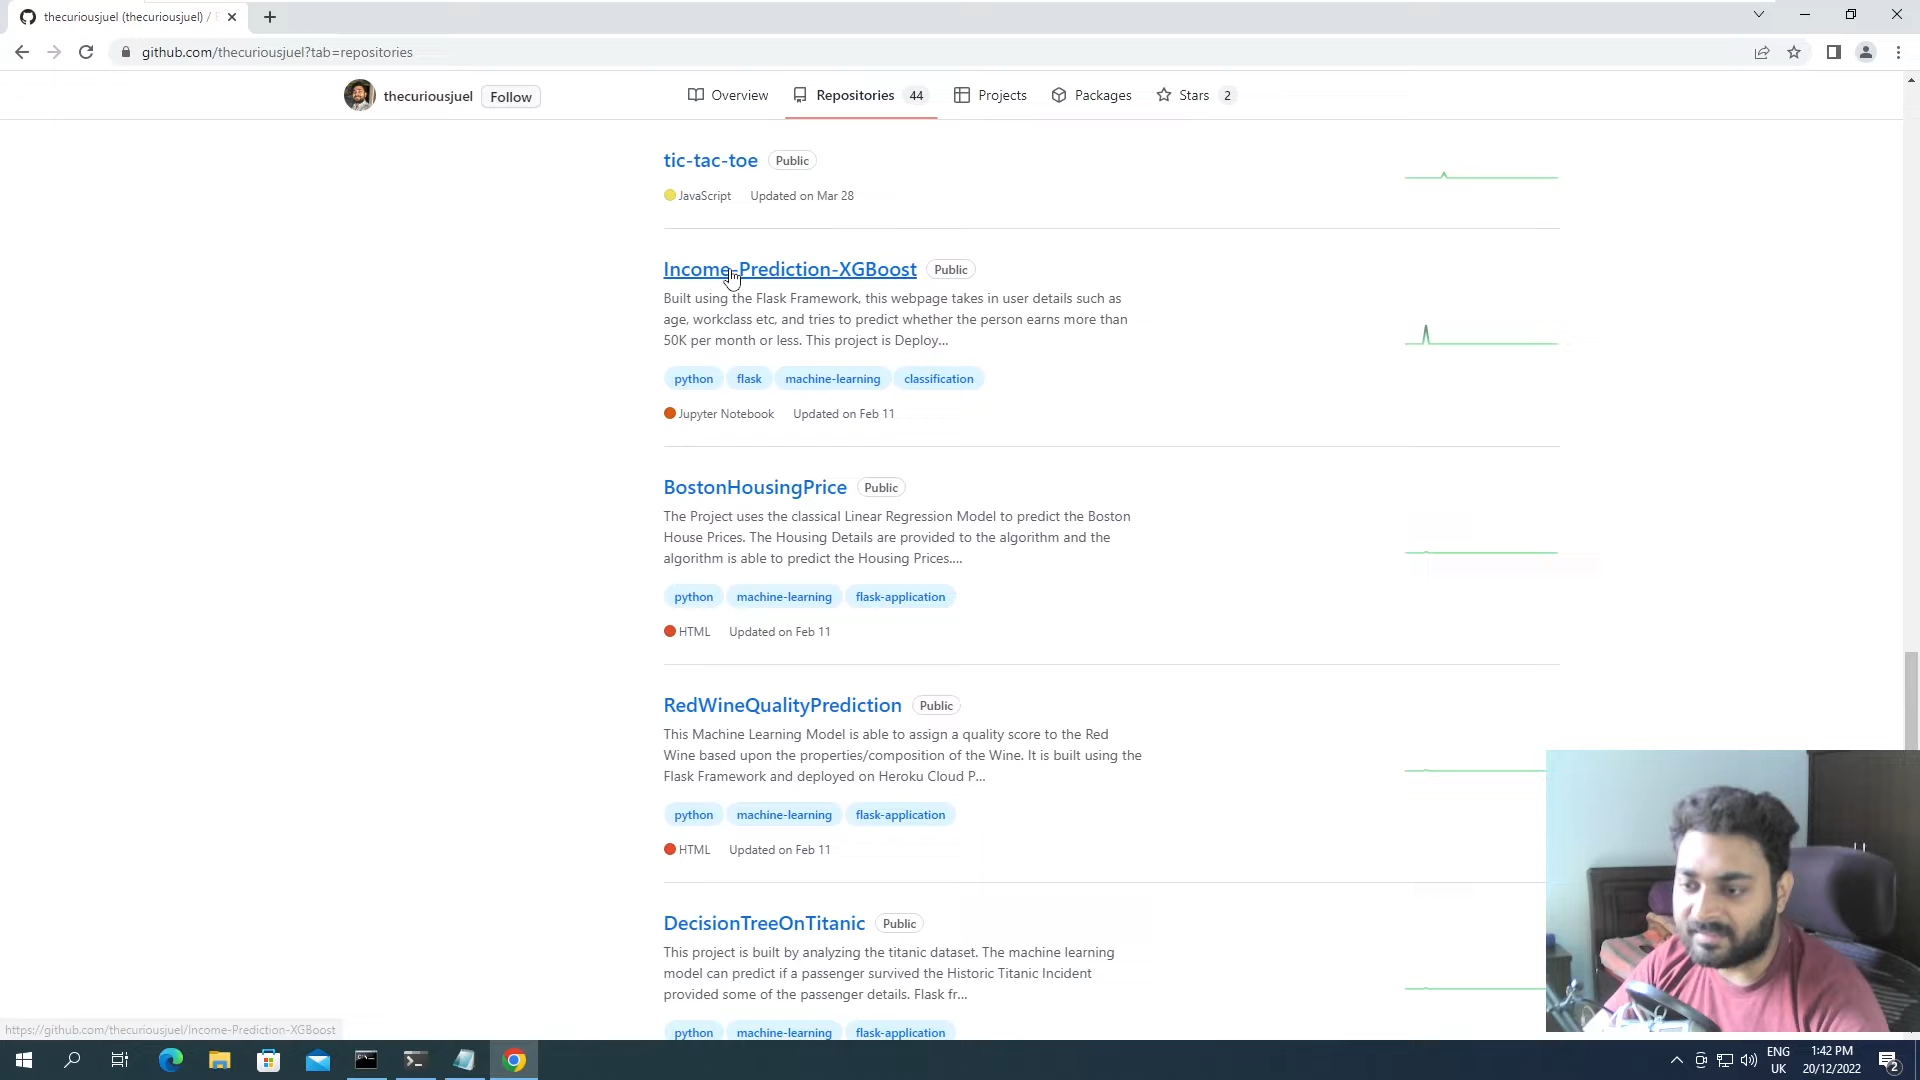 thecuriousjuel (thecuriousjuel) /
github.com/thecuriousjuel?tab=repositories
thecuriousjuel Follow Overview Repositories 44 Projects Packages Stars 2
tic-tac-toe Public
JavaScript Updated on Mar 28
Income-Prediction-XGBoost Public
Built using the Flask Framework, this webpage takes in user details such as
age, workclass etc, and tries to predict whether the person earns more than
50K per month or less. This project is Deploy...
python flask machine-learning classification
Jupyter Notebook Updated on Feb 11
BostonHousingPrice Public
The Project uses the classical Linear Regression Model to predict the Boston
House Prices. The Housing Details are provided to the algorithm and the
algorithm is able to predict the Housing Prices....
python machine-learning flask-application
HTML Updated on Feb 11
RedWineQualityPrediction Public
This Machine Learning Model is able to assign a quality score to the Red
Wine based upon the properties/composition of the Wine. It is built using the
Flask Framework and deployed on Heroku Cloud P...
python machine-learning flask-application
HTML Updated on Feb 11
DecisionTreeOnTitanic Public
This project is built by analyzing the titanic dataset. The machine learning
model can predict if a passenger survived the Historic Titanic Incident
provided some of the passenger details. Flask fr...
python machine-learning flask-application
https://github.com/thecuriousjuel/Income-Prediction-XGBoost
ENG 1:42 PM
UK 20/12/2022 2